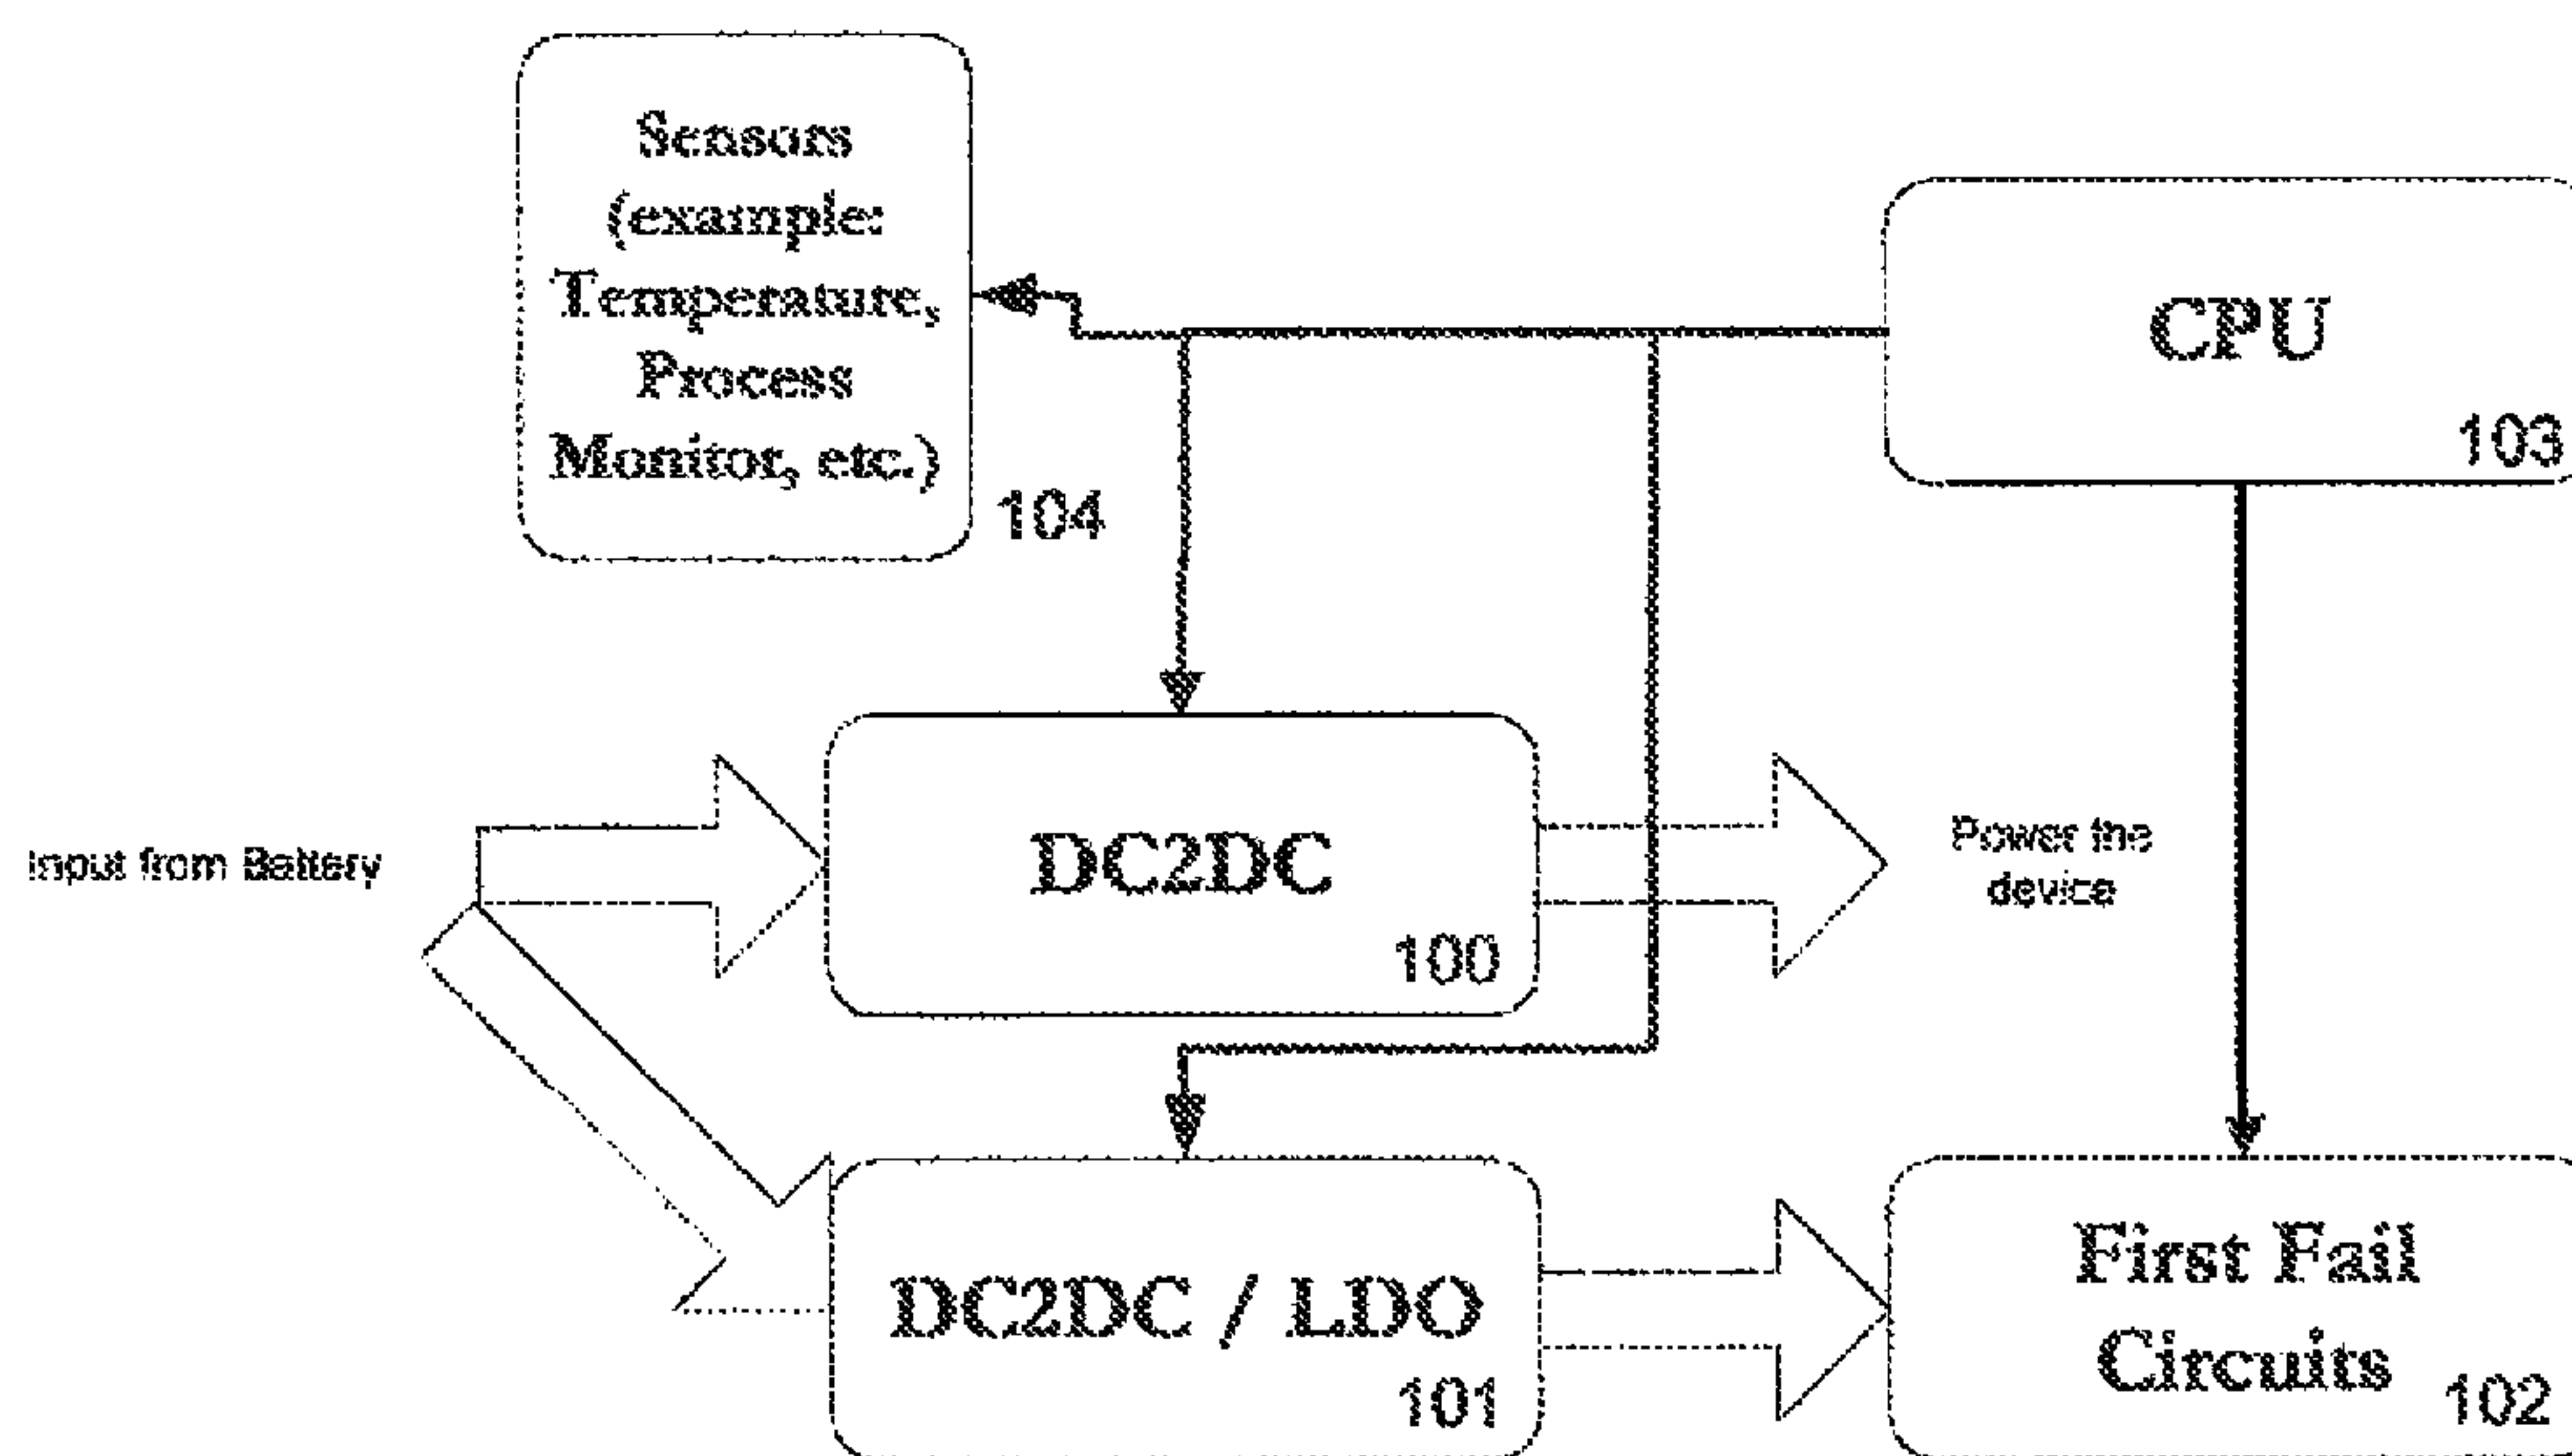 Sensors
(example:
Temperature,
Process
Monitor, etc.)
104
CPU
103
Input from Battery
DC2DC
100
Power the
device
DC2DC / LDO
101
First Fail
Circuits
102